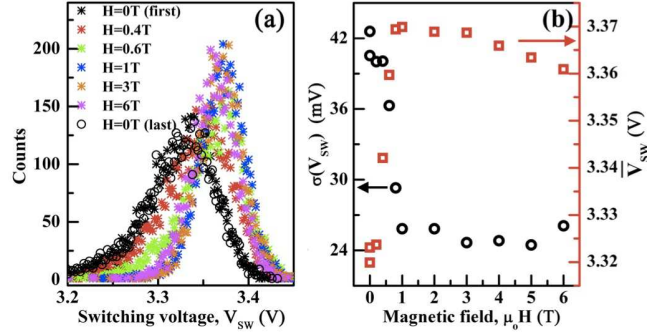 (a)
H=0T (first)
H=0.4T
H=0.6T
H=1T
H=3T
H=6T
H=0T (last)
200
150
100
50
0
Counts
3.2 3.3 3.4
Switching voltage, V_SW (V)
(b)
42
36
30
24
σ(V_SW) (mV)
3.37
3.36
3.35
3.34
3.33
3.32
V̅_SW (V)
0 1 2 3 4 5 6
Magnetic field, μ_oH (T)